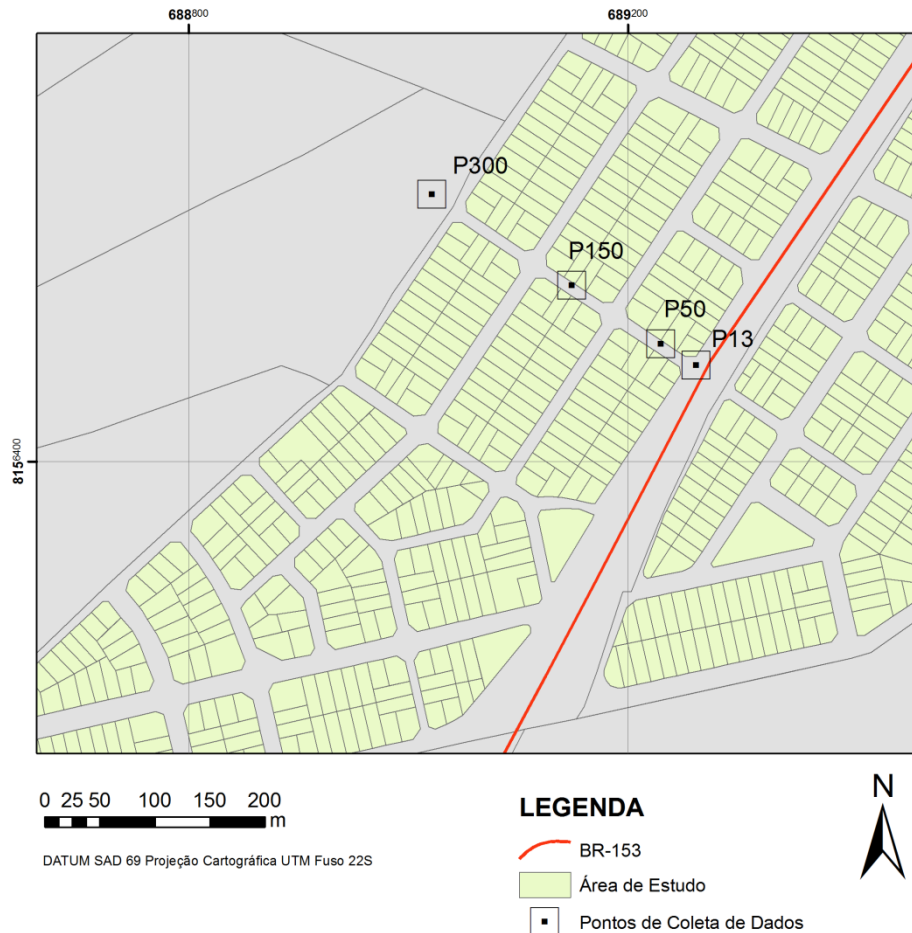 688800
689200
P300
P150
P50
P13
8156400
0 25 50 100 150 200
m
DATUM SAD 69 Projeção Cartográfica UTM Fuso 22S
N
LEGENDA
BR-153
Área de Estudo
Pontos de Coleta de Dados